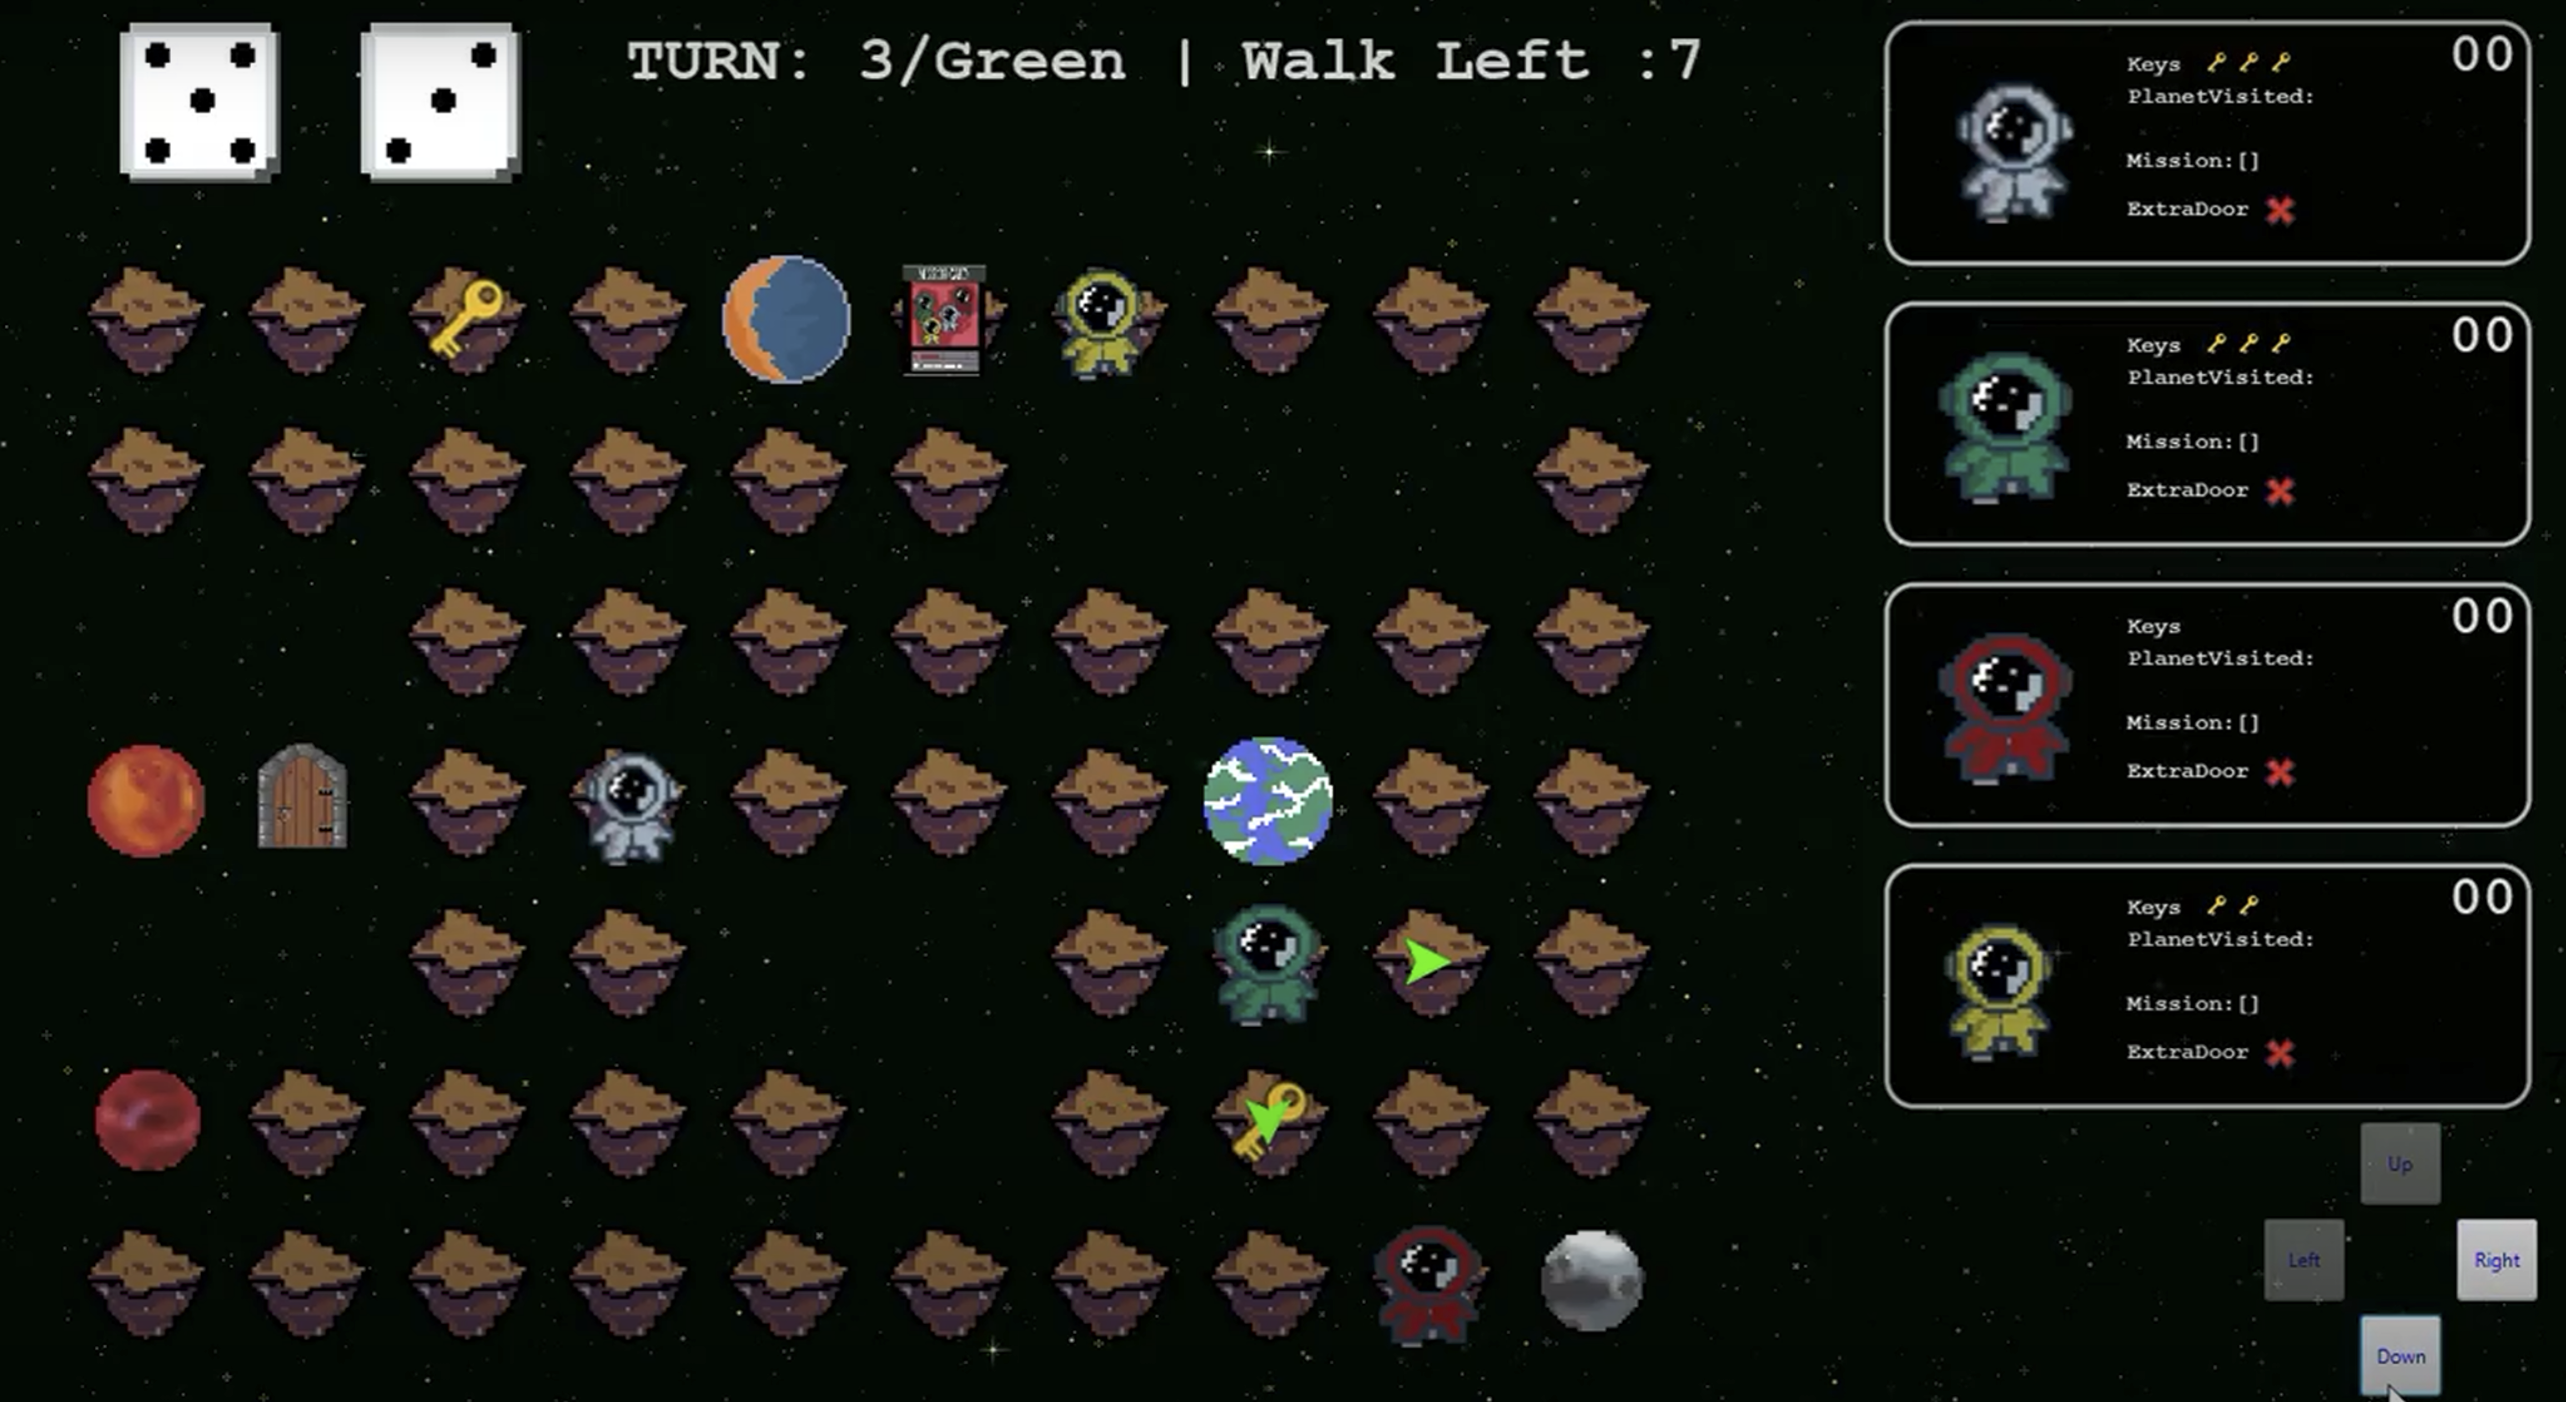 TURN: 3/Green | Walk Left :7
Keys
00
PlanetVisited:
Mission:[]
ExtraDoor
Keys
00
PlanetVisited:
Mission:[]
ExtraDoor
Keys
00
PlanetVisited:
Mission:[]
ExtraDoor
Keys
00
PlanetVisited:
Mission:[]
ExtraDoor
Up
Left
Right
Down